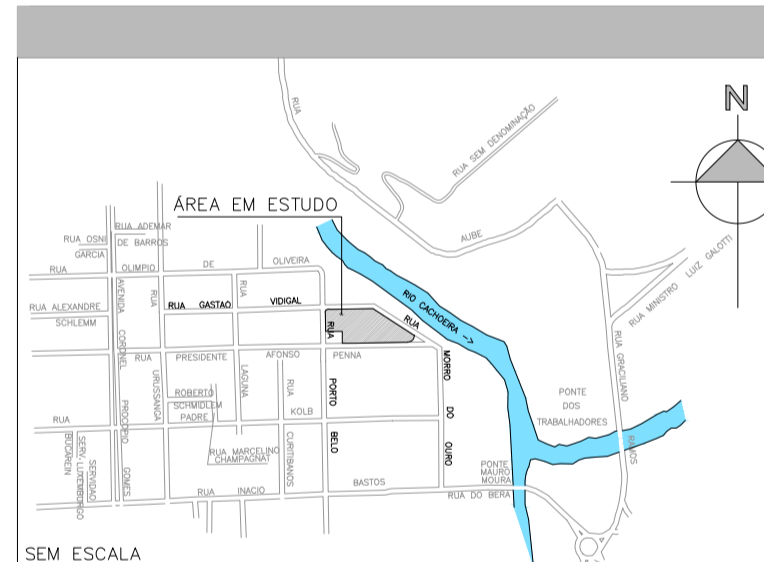 N
RUA
RUA SEM DENOMINAÇÃO
ÁREA EM ESTUDO
RUA ADEMAR
DE BARROS
RUA OSNI
GARCIA
AUBE
RUA
OLIMPIO
DE
OLIVEIRA
RUA MINISTRO LUIZ GALOTTI
AVENIDA
CORONEL
PROCOPIO
GOMES
RUA
URUSSANGA
RUA
LAGUNA
RUA GASTAO
VIDIGAL
RIO CACHOEIRA ->
RUA ALEXANDRE
SCHLEMM
RUA
PORTO
BELO
RUA
MORRO
DO
OURO
RUA GRACILIANO
RAMOS
RUA
PRESIDENTE
AFONSO
PENNA
ROBERTO
SCHMIDLEM
PADRE
KOLB
RUA
CURITIBANOS
PONTE
DOS
TRABALHADORES
RUA
BUCAREIN
SERV. LUXEMBURGO
SERVIDAO
RUA MARCELINO
CHAMPAGNAT
PONTE
MAURO
MOURA
RUA
INACIO
BASTOS
RUA DO BERA
SEM ESCALA